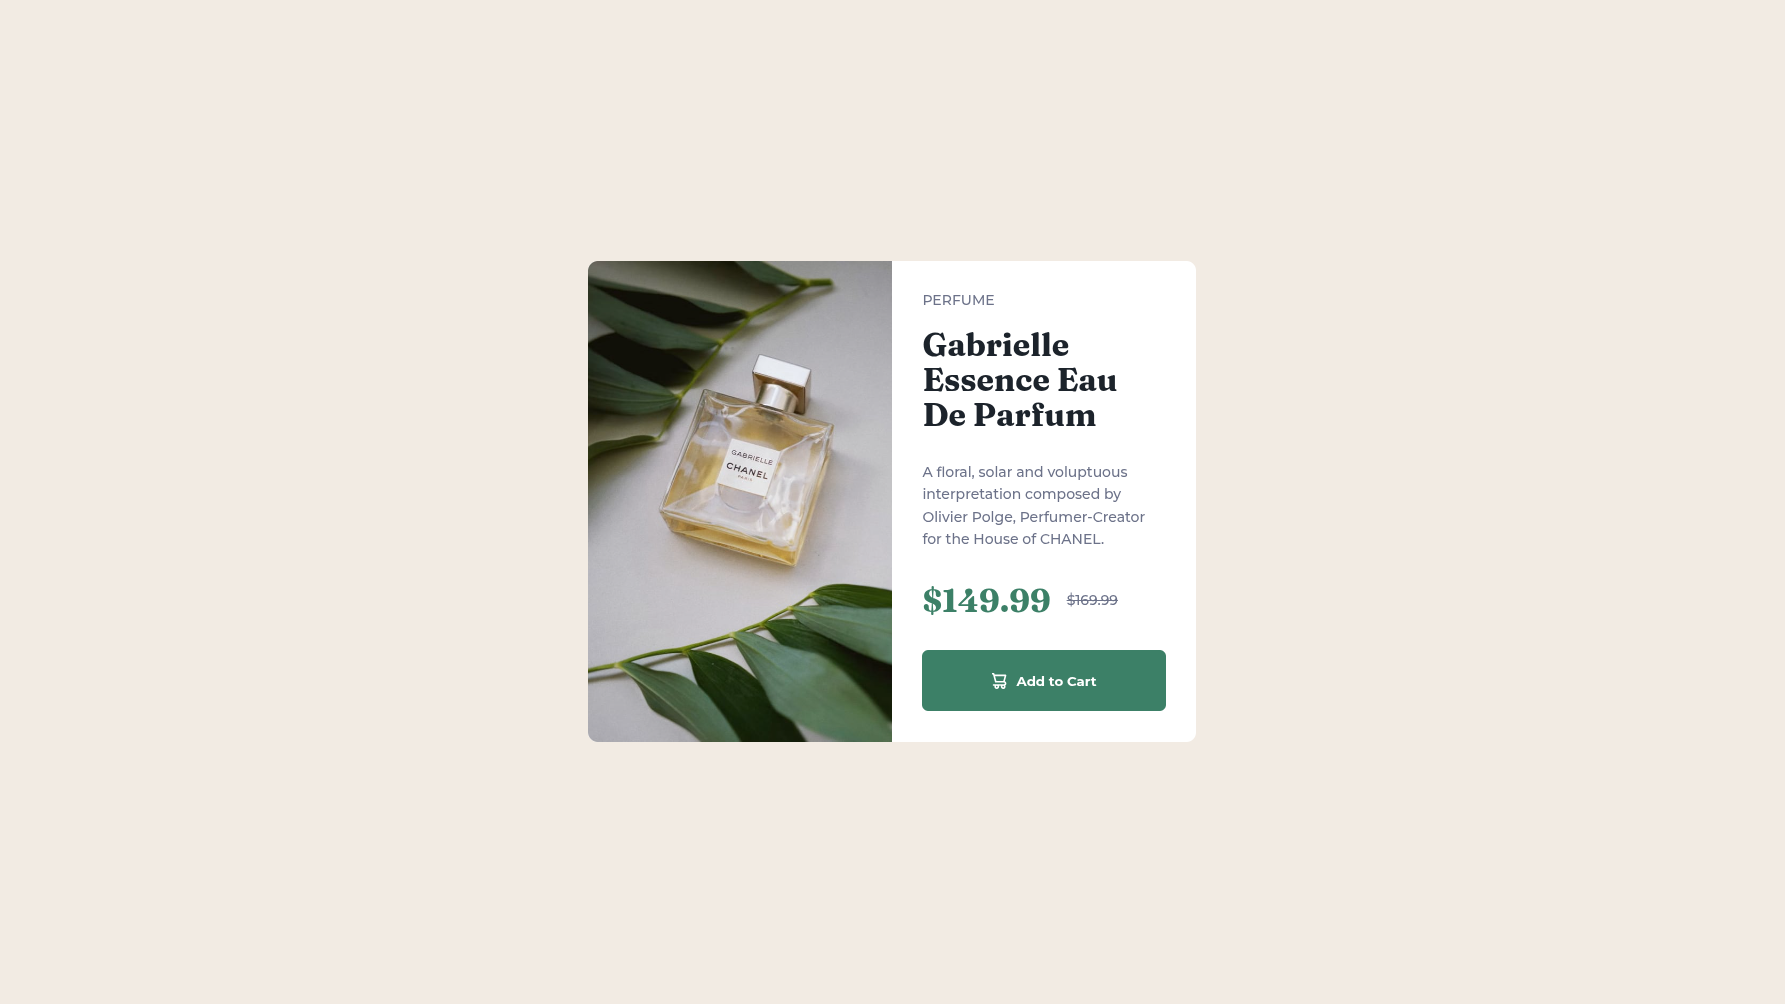 GABRIELLE
CHANEL
PARIS
PERFUME
Gabrielle
Essence Eau
De Parfum
A floral, solar and voluptuous
interpretation composed by
Olivier Polge, Perfumer-Creator
for the House of CHANEL.
$149.99 $169.99
Add to Cart